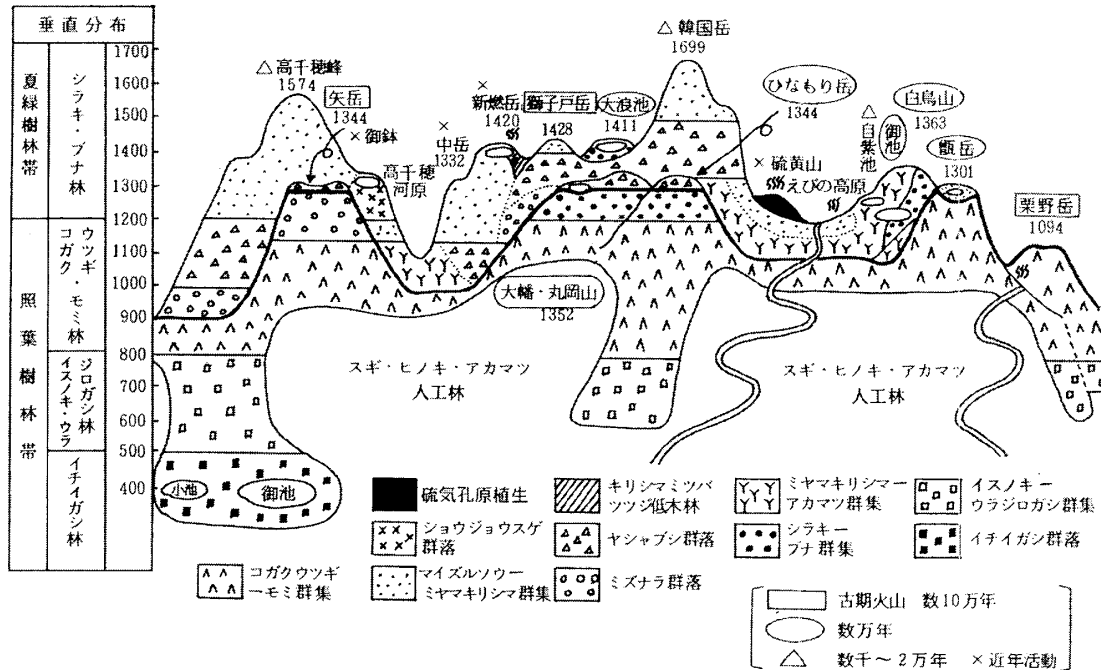 垂直分布
夏緑樹林帯
シラキ・ブナ林
照葉樹林帯
コガクウツギ・モミ林
イスノキ・ウラジロガシ林
イチイガシ林
1700
1600
1500
1400
1300
1200
1100
1000
900
800
700
600
500
400
△高千穂峰
1574
矢岳
1344
×御鉢
高千穂河原
×
中岳
1332
×
新燃岳
1420
獅子戸岳
1428
大浪池
1411
△韓国岳
1699
ひなもり岳
1344
×硫黄山
えびの高原
△白紫池
御池
白鳥山
1363
甑岳
1301
栗野岳
1094
大幡・丸岡山
1352
スギ・ヒノキ・アカマツ
人工林
スギ・ヒノキ・アカマツ
人工林
小池
御池
硫気孔原植生
キリシマミツバ
ツツジ低木林
ミヤマキリシマー
アカマツ群集
イスノキー
ウラジロガシ群集
ショウジョウスゲ
群落
ヤシャブシ群落
シラキー
ブナ群集
イチイガシ群落
コガクウツギ
ーモミ群集
マイズルソウー
ミヤマキリシマ群集
ミズナラ群落
古期火山 数10万年
数万年
△ 数千～2万年 ×近年活動